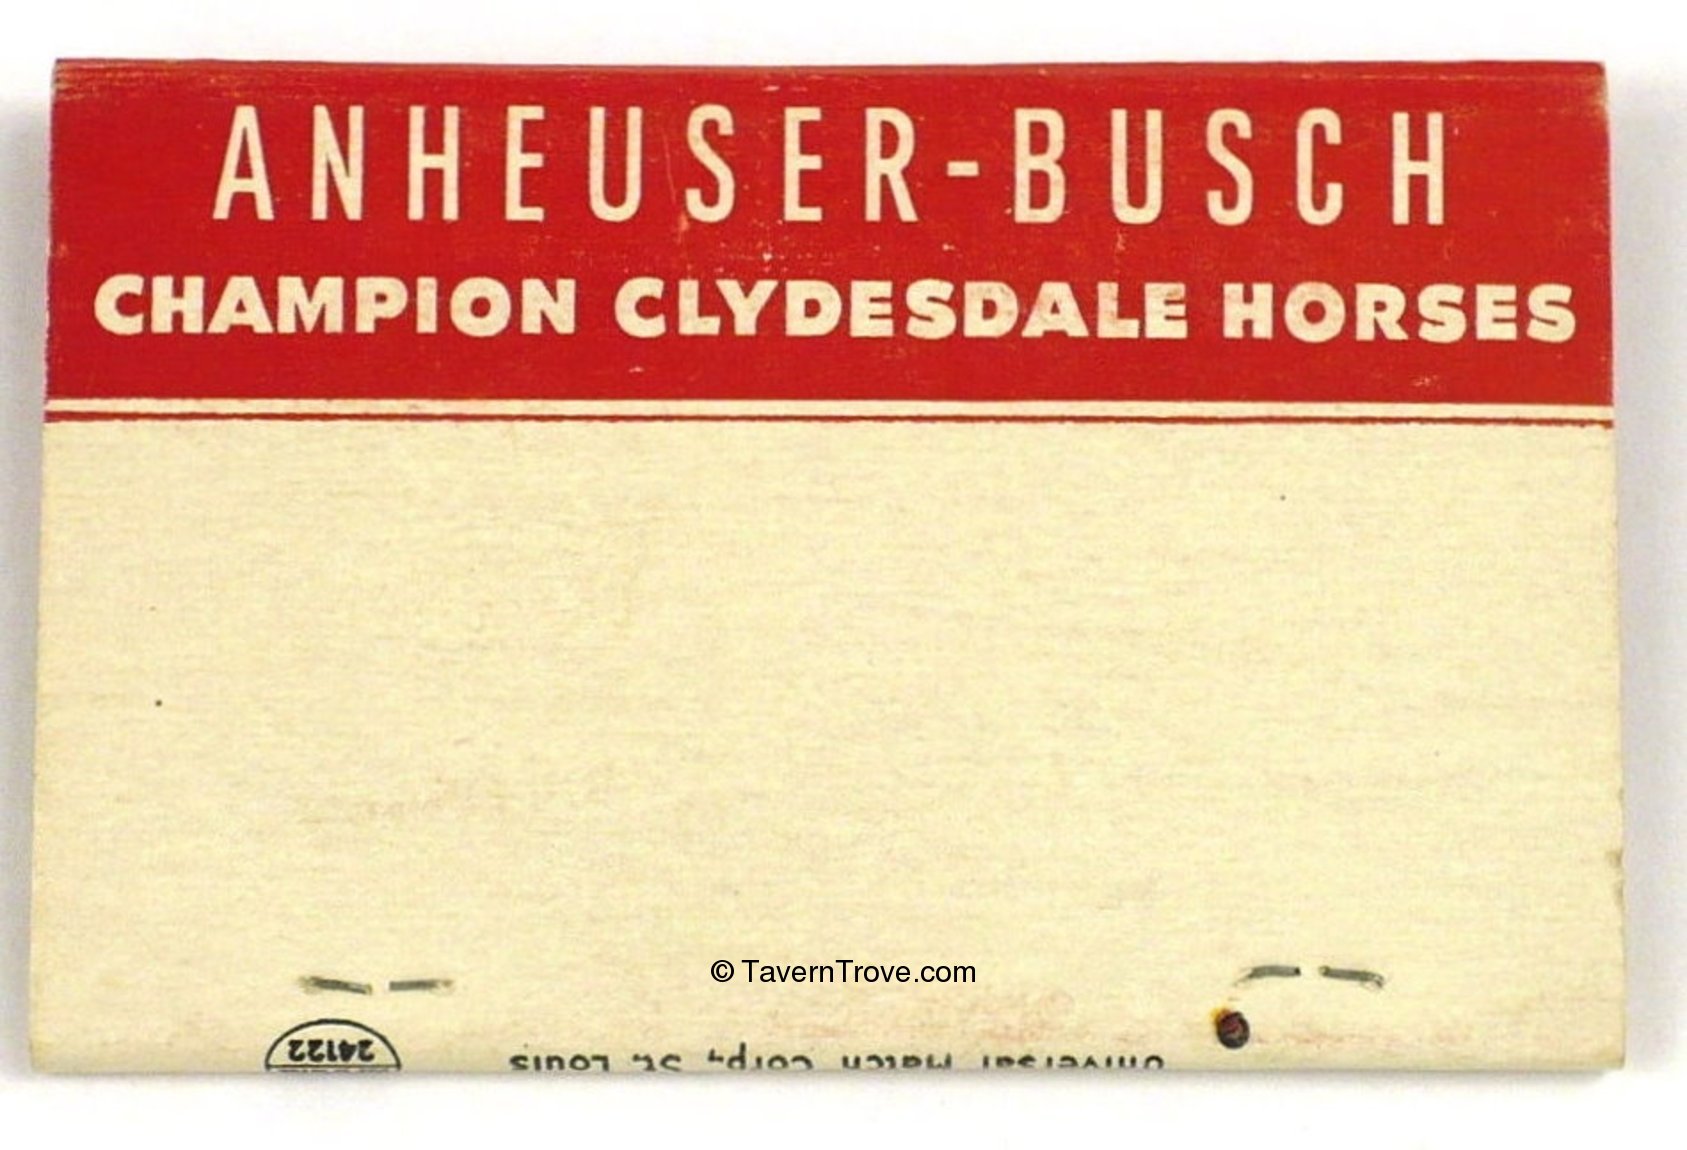 ANHEUSER-BUSCH
CHAMPION CLYDESDALE HORSES
© TavernTrove.com
24122
Universal Match Corp., St. Louis